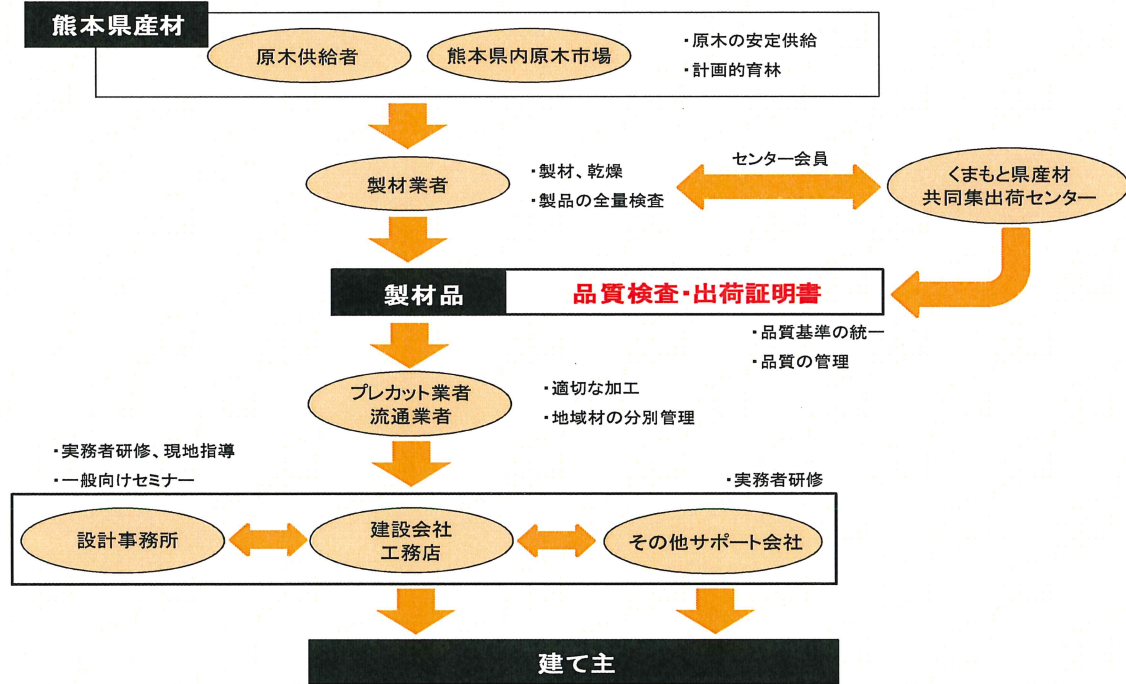 熊本県産材
原木供給者
熊本県内原木市場
・原木の安定供給
・計画的育林
製材業者
・製材、乾燥
・製品の全量検査
センター会員
くまもと県産材
共同集出荷センター
製材品
品質検査・出荷証明書
・品質基準の統一
・品質の管理
プレカット業者
流通業者
・適切な加工
・地域材の分別管理
・実務者研修、現地指導
・一般向けセミナー
・実務者研修
設計事務所
建設会社
工務店
その他サポート会社
建て主